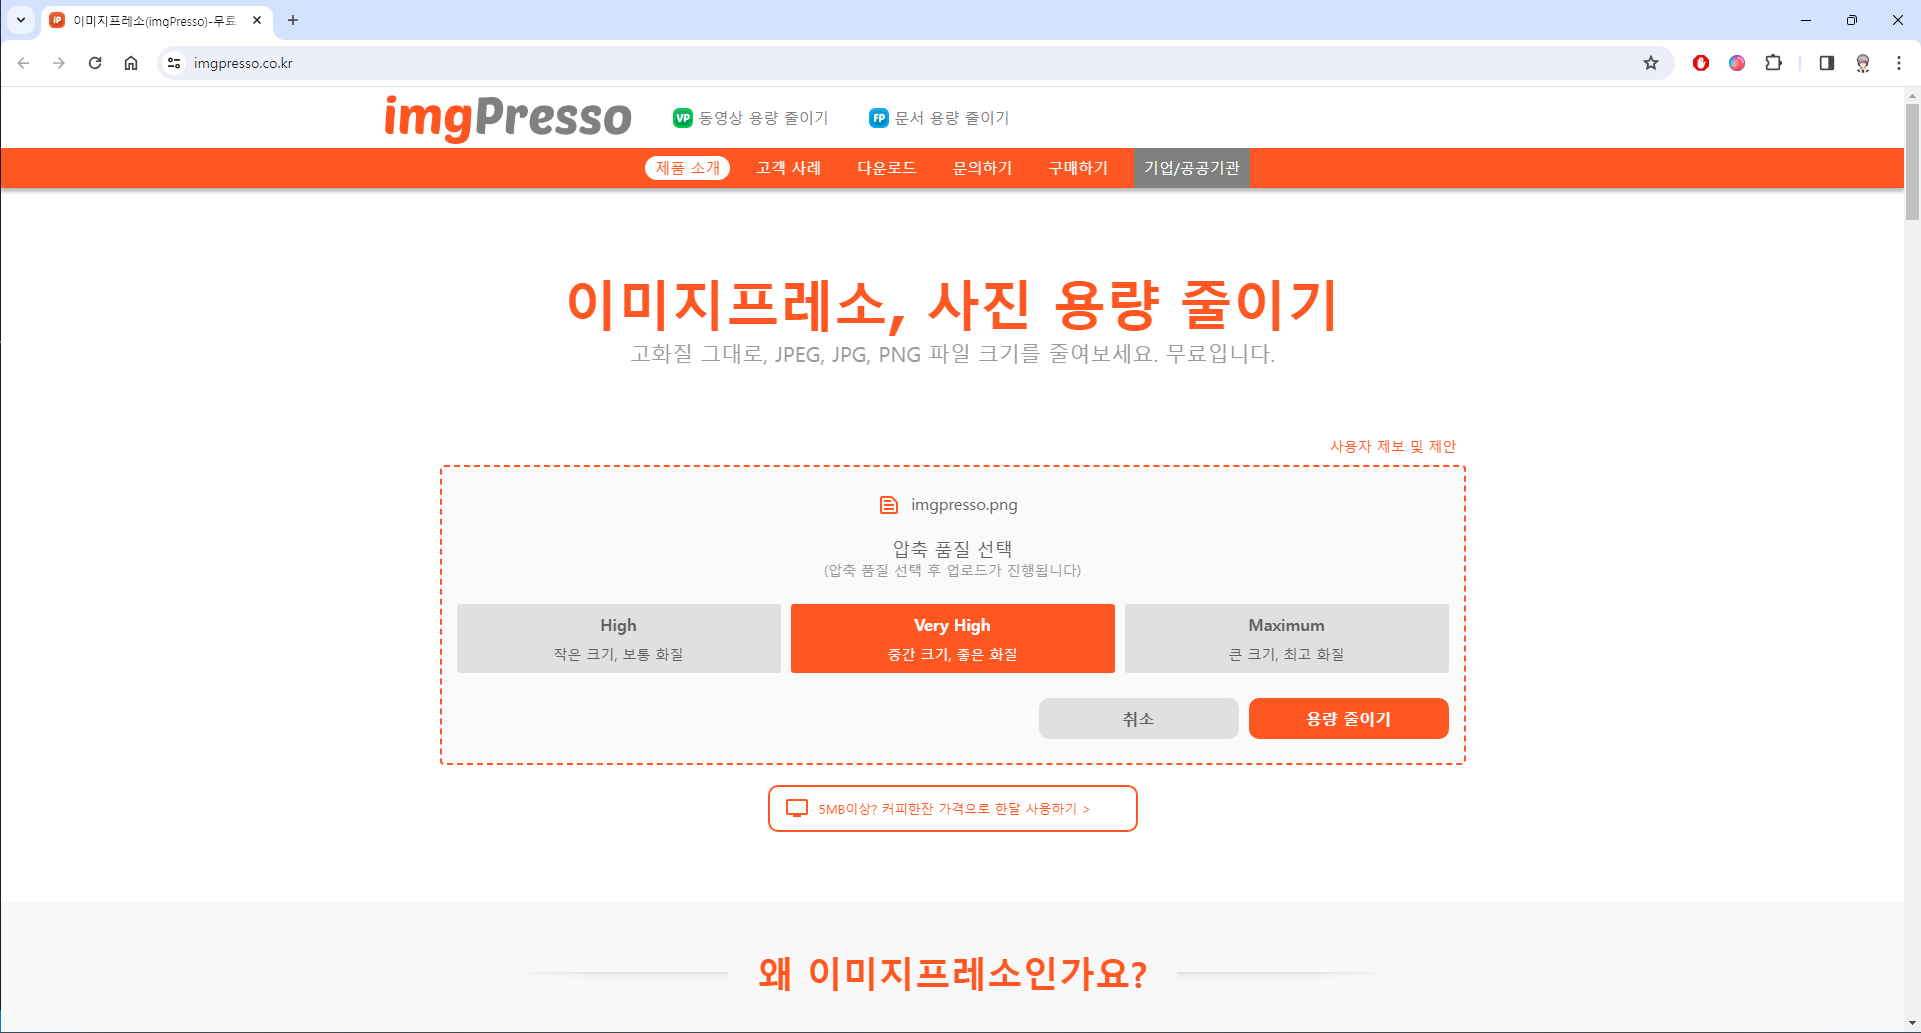 이미지프레소(imgPresso)-무료
imgpresso.co.kr
imgPresso
VP 동영상 용량 줄이기
FP 문서 용량 줄이기
제품 소개 고객 사례 다운로드 문의하기 구매하기 기업/공공기관
이미지프레소, 사진 용량 줄이기
고화질 그대로, JPEG, JPG, PNG 파일 크기를 줄여보세요. 무료입니다.
사용자 제보 및 제안
imgpresso.png
압축 품질 선택
(압축 품질 선택 후 업로드가 진행됩니다)
High
작은 크기, 보통 화질
Very High
중간 크기, 좋은 화질
Maximum
큰 크기, 최고 화질
취소
용량 줄이기
5MB이상? 커피한잔 가격으로 한달 사용하기 >
왜 이미지프레소인가요?